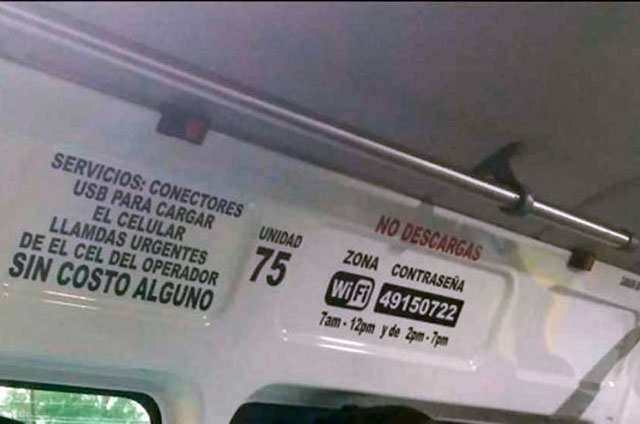 SERVICIOS: CONECTORES
USB PARA CARGAR
EL CELULAR
LLAMDAS URGENTES
DE EL CEL DEL OPERADOR
SIN COSTO ALGUNO
UNIDAD
75
NO DESCARGAS
ZONA CONTRASEÑA
WiFi 49150722
7am - 12pm y de 2pm - 7pm